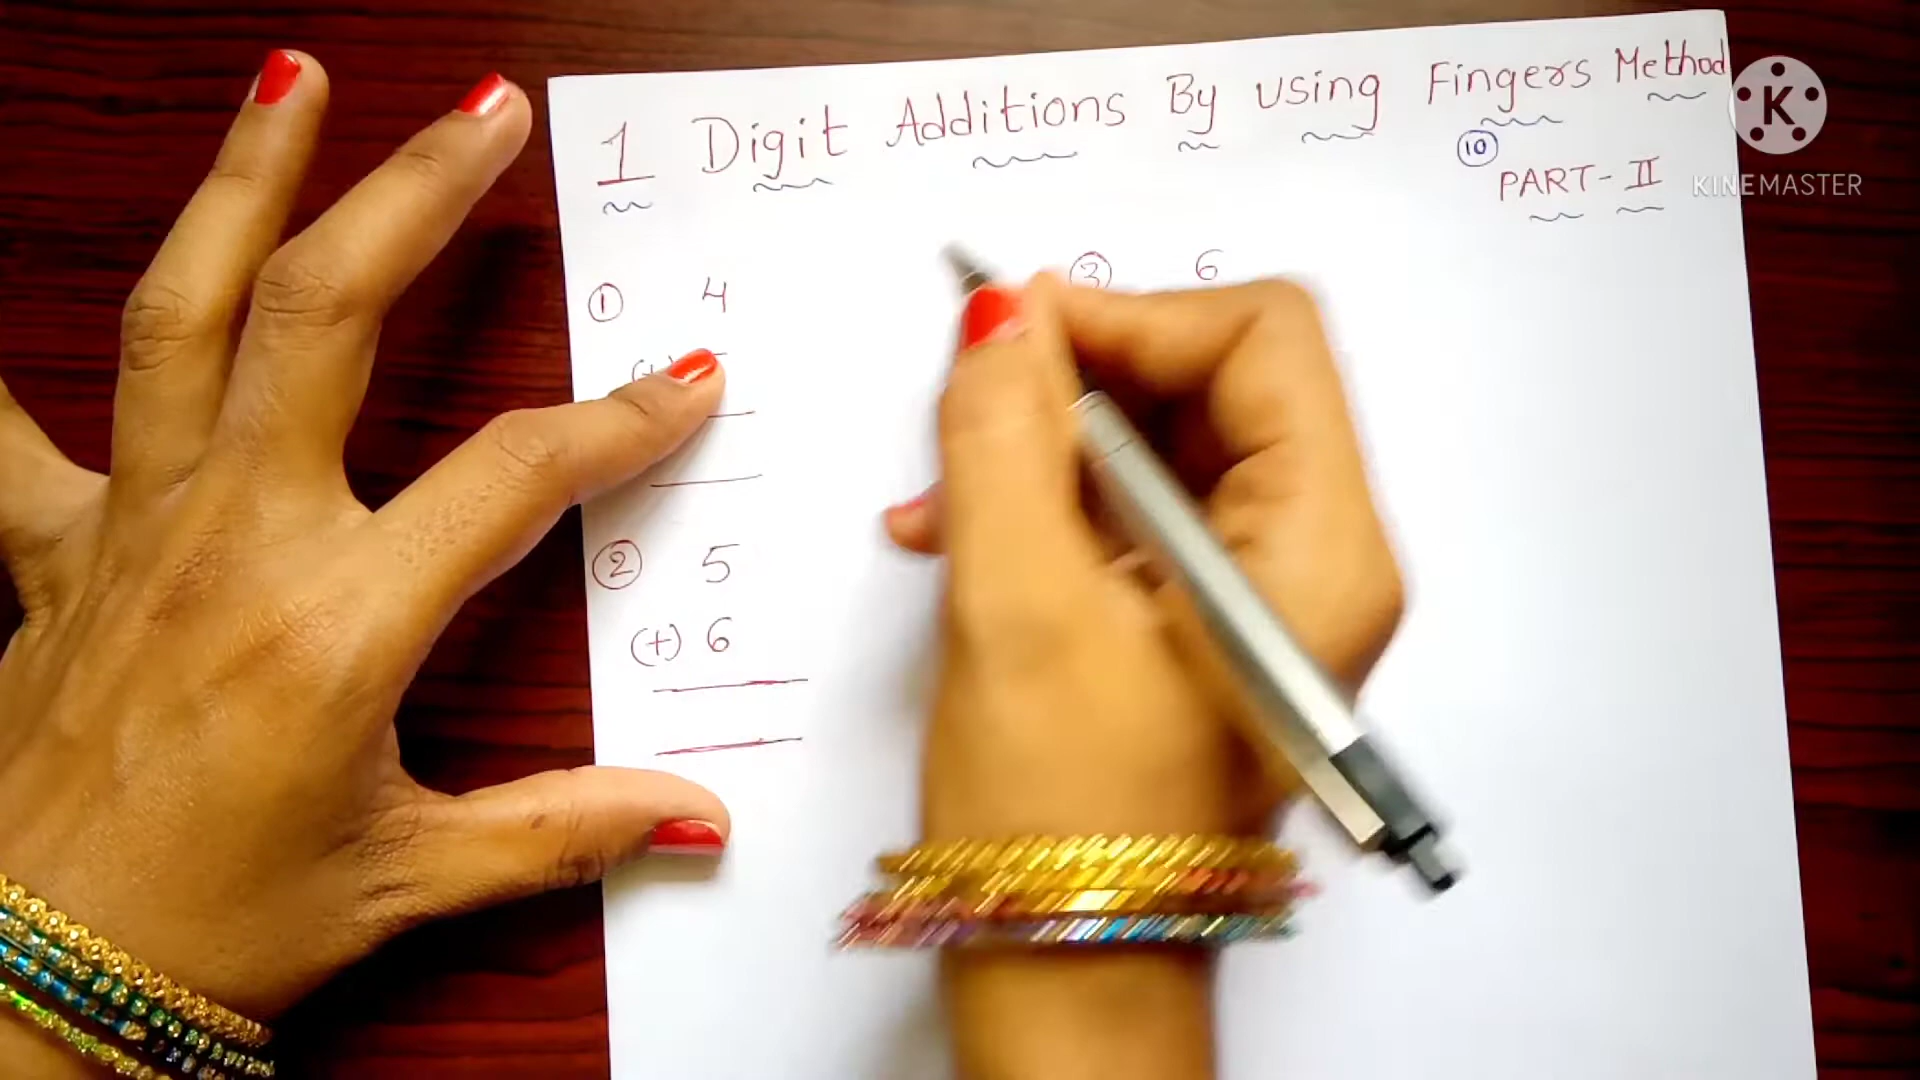 1 Digit Additions By using Fingers Method
10
PART-II
K
KINEMASTER
1 4
2 5
(+) 6
3 6